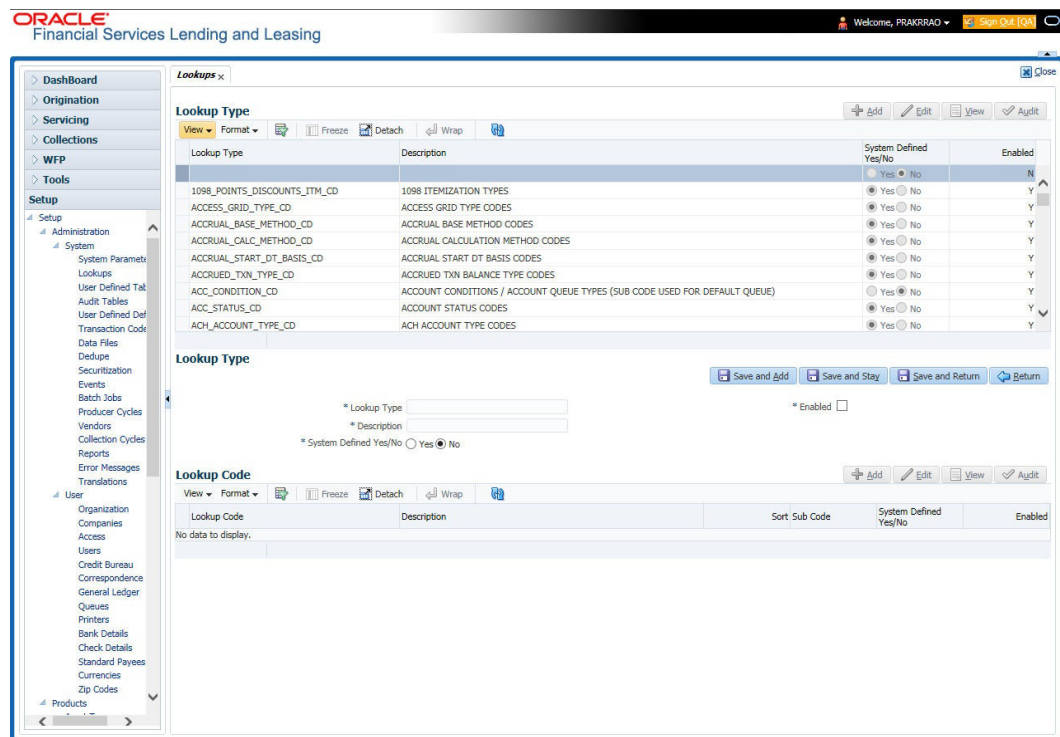 ORACLE
Financial Services Lending and Leasing
Welcome, PRAKRRAO
Sign Out [QA]
DashBoard
Origination
Servicing
Collections
WFP
Tools
Setup
Setup
Administration
System
System Paramete
Lookups
User Defined Tab
Audit Tables
User Defined Def
Transaction Code
Data Files
Dedupe
Securitization
Events
Batch Jobs
Producer Cycles
Vendors
Collection Cycles
Reports
Error Messages
Translations
User
Organization
Companies
Access
Users
Credit Bureau
Correspondence
General Ledger
Queues
Printers
Bank Details
Check Details
Standard Payees
Currencies
Zip Codes
Products
Lookups x
Close
Lookup Type
Add Edit View Audit
View Format Freeze Detach Wrap
Lookup Type Description System Defined Yes/No Enabled
Yes No N
1098_POINTS_DISCOUNTS_ITM_CD 1098 ITEMIZATION TYPES Yes No Y
ACCESS_GRID_TYPE_CD ACCESS GRID TYPE CODES Yes No Y
ACCRUAL_BASE_METHOD_CD ACCRUAL BASE METHOD CODES Yes No Y
ACCRUAL_CALC_METHOD_CD ACCRUAL CALCULATION METHOD CODES Yes No Y
ACCRUAL_START_DT_BASIS_CD ACCRUAL START DT BASIS CODES Yes No Y
ACCRUED_TXN_TYPE_CD ACCRUED TXN BALANCE TYPE CODES Yes No Y
ACC_CONDITION_CD ACCOUNT CONDITIONS / ACCOUNT QUEUE TYPES (SUB CODE USED FOR DEFAULT QUEUE) Yes No Y
ACC_STATUS_CD ACCOUNT STATUS CODES Yes No Y
ACH_ACCOUNT_TYPE_CD ACH ACCOUNT TYPE CODES Yes No Y
Lookup Type
Save and Add Save and Stay Save and Return Return
* Lookup Type
* Enabled
* Description
* System Defined Yes/No Yes No
Lookup Code
Add Edit View Audit
View Format Freeze Detach Wrap
Lookup Code Description Sort Sub Code System Defined Yes/No Enabled
No data to display.